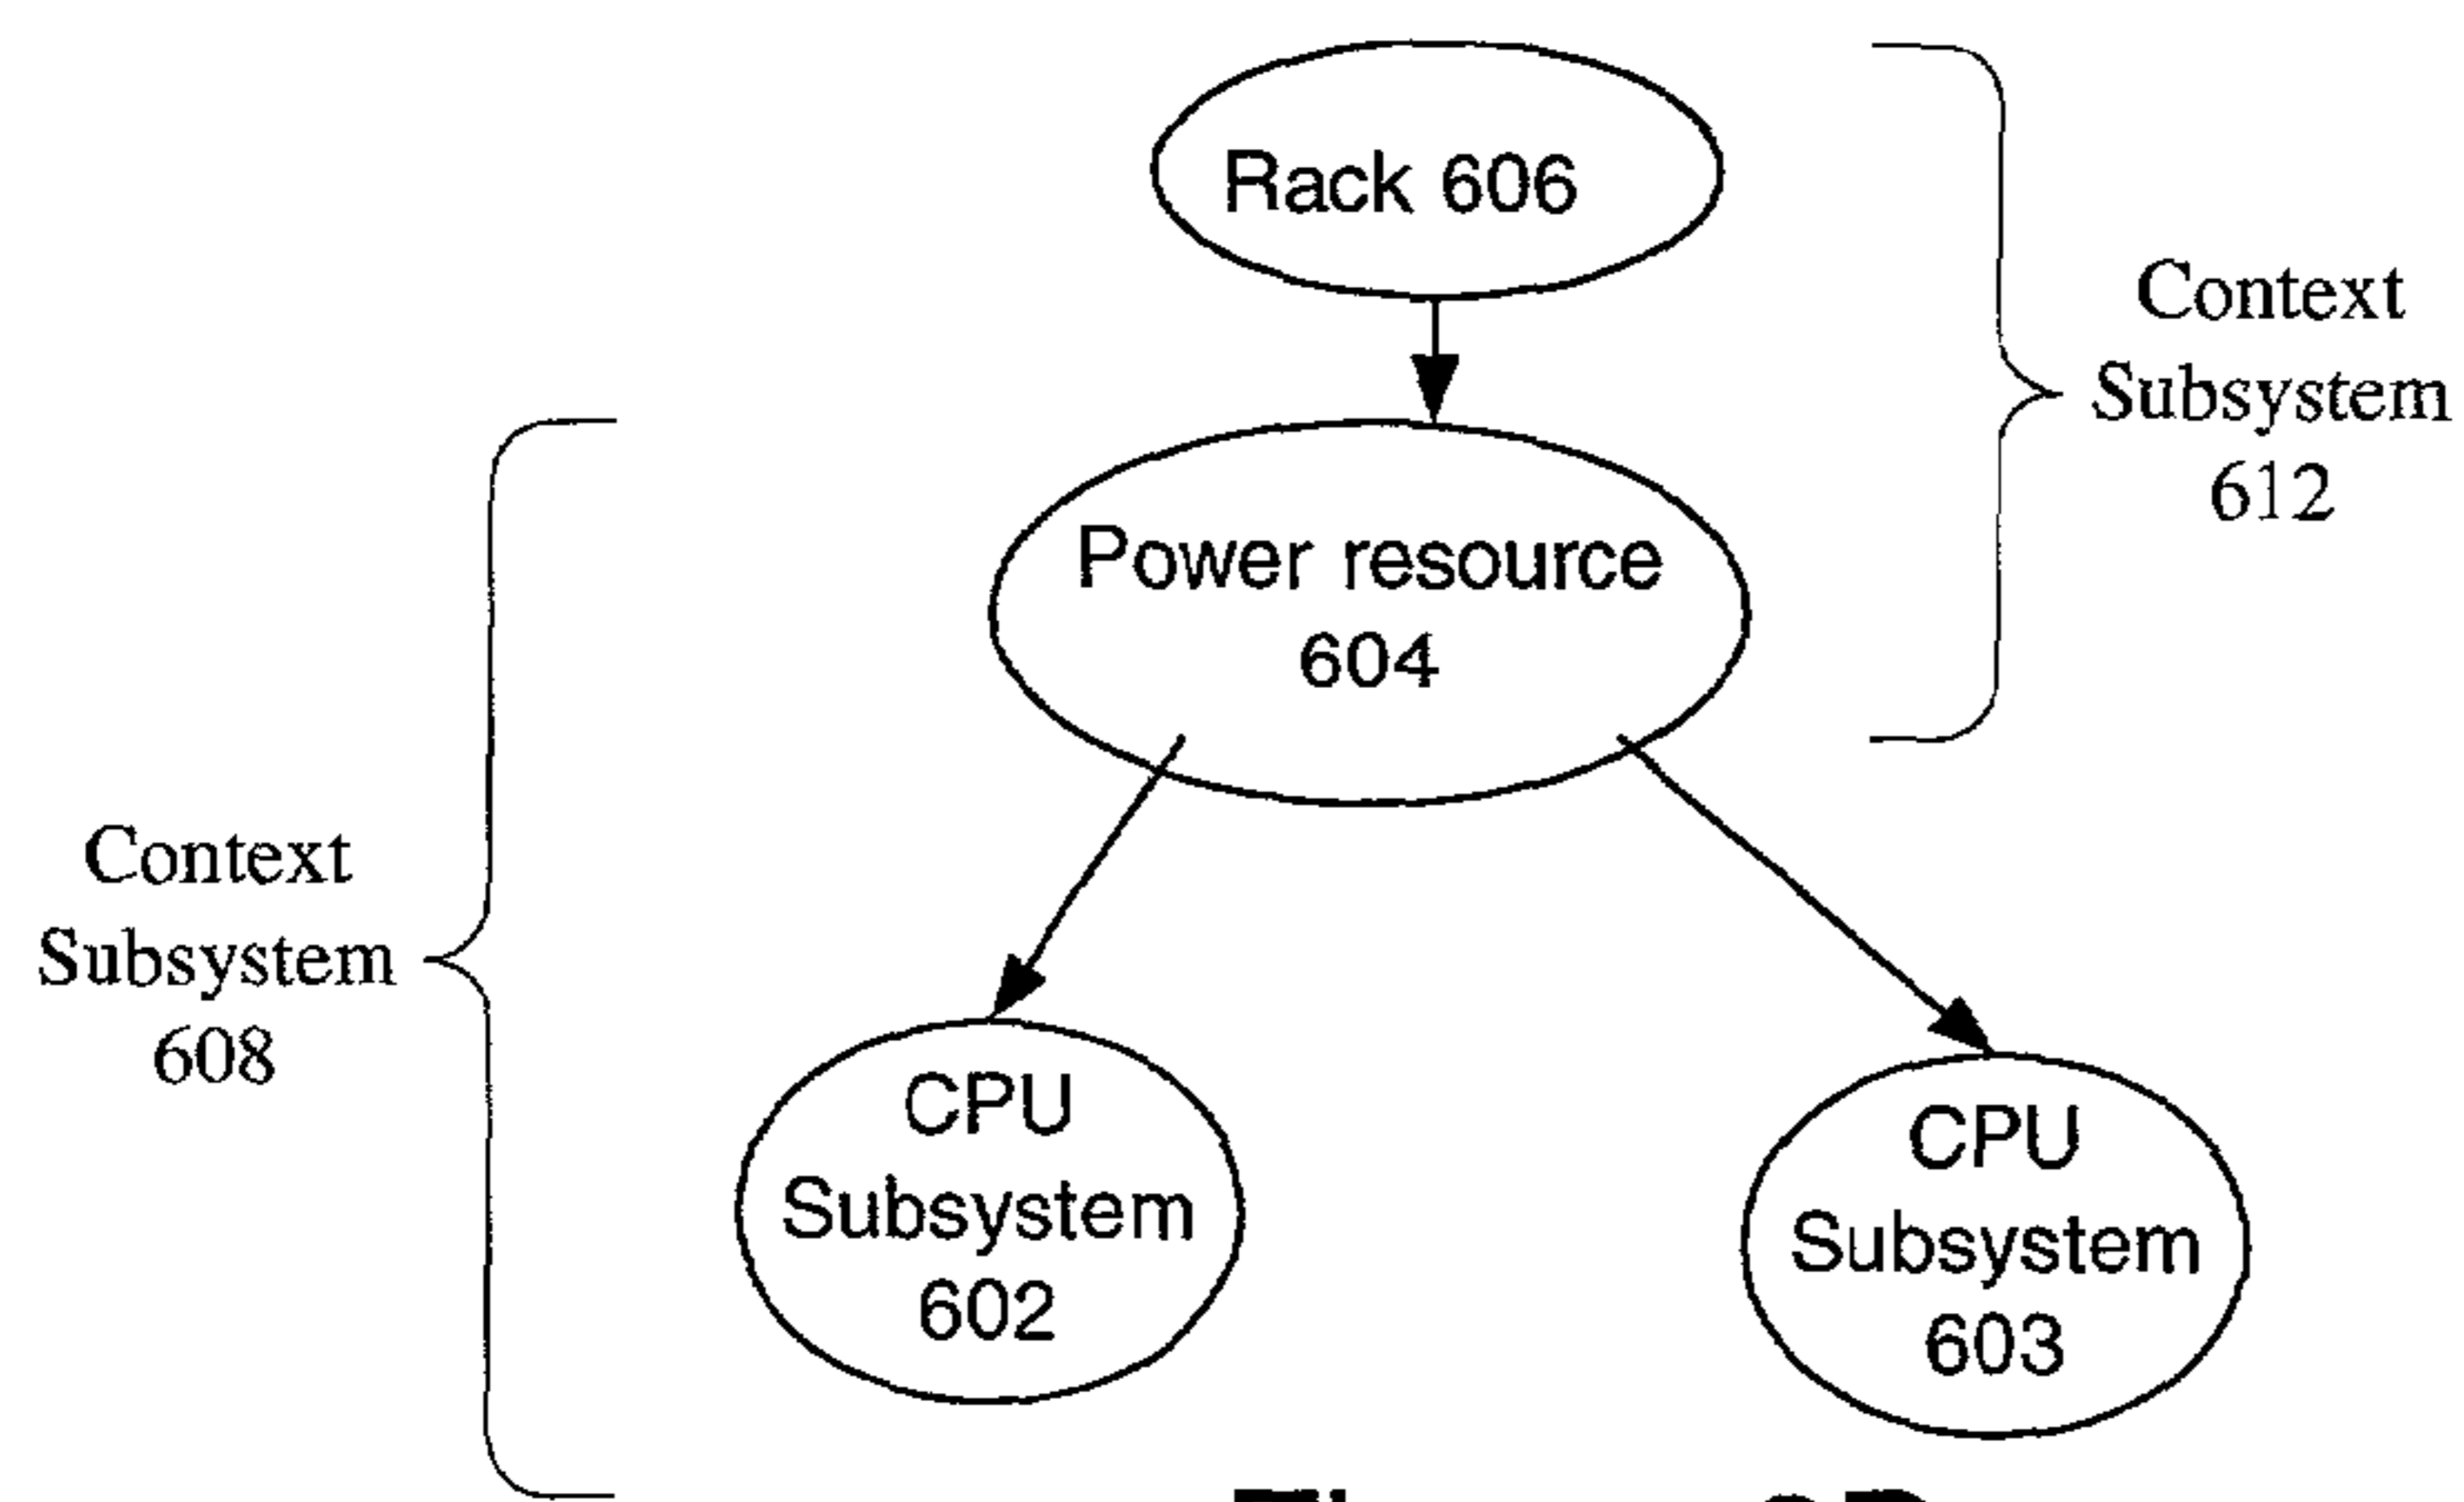 Rack 606
Context
Subsystem
612
Power resource
604
Context
Subsystem
608
CPU
Subsystem
602
CPU
Subsystem
603